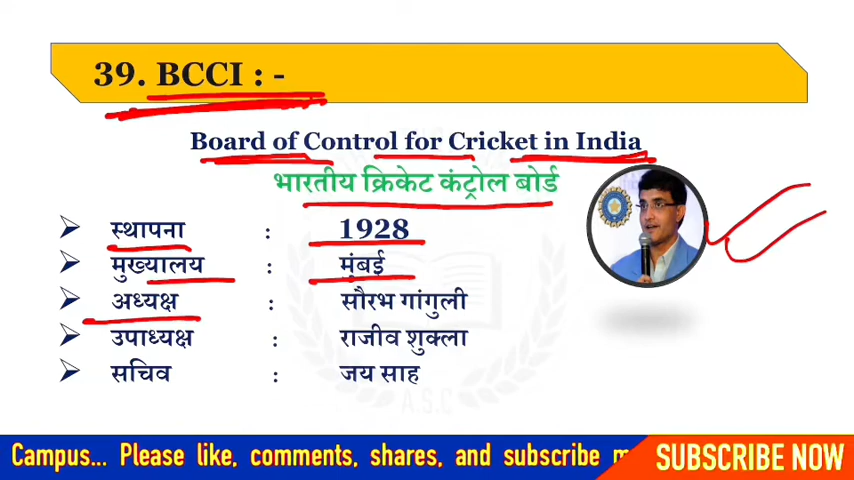 39. BCCI : -
Board of Control for Cricket in India
भारतीय क्रिकेट कंट्रोल बोर्ड
स्थापना : 1928
मुख्यालय : मुंबई
अध्यक्ष : सौरभ गांगुली
उपाध्यक्ष : राजीव शुक्ला
सचिव : जय साह
A.S.C
Campus... Please like, comments, shares, and subscribe m
SUBSCRIBE NOW